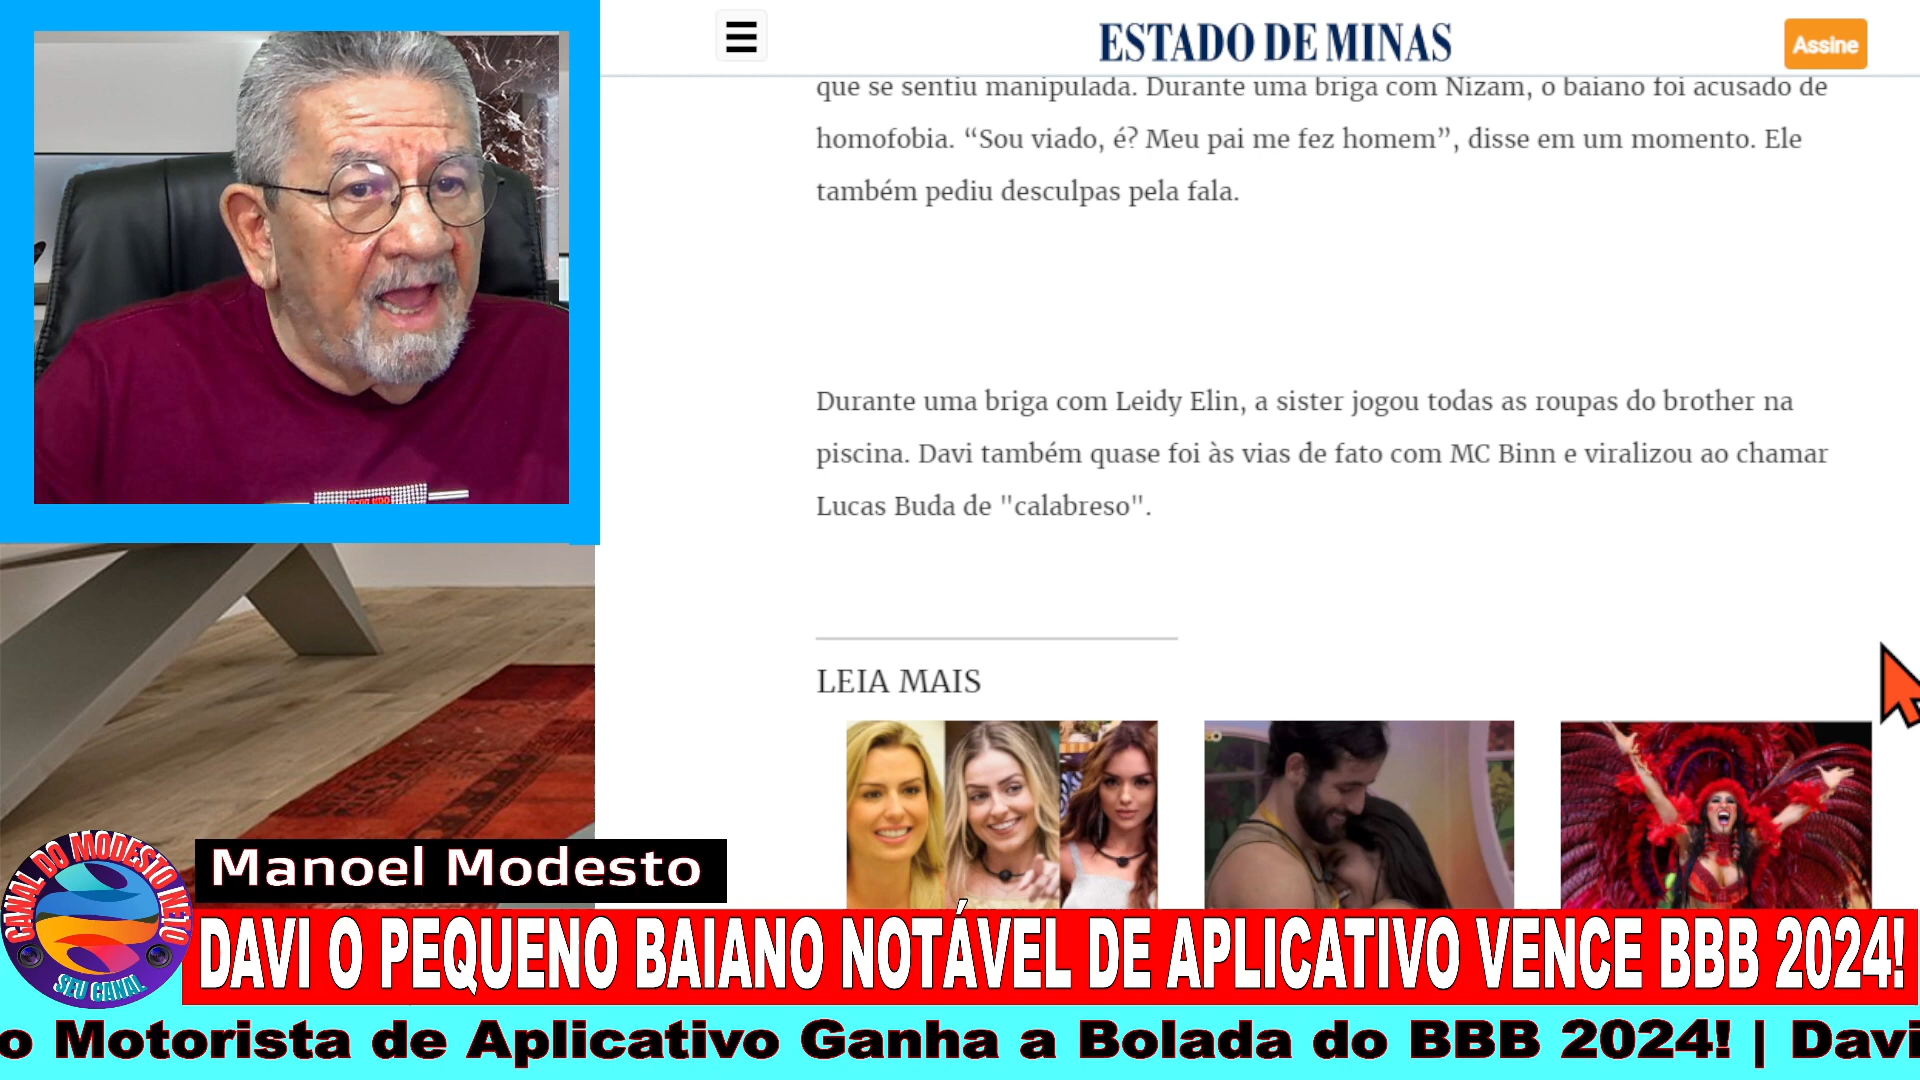 ESTADO DE MINAS
Assine
que se sentiu manipulada. Durante uma briga com Nizam, o baiano foi acusado de
homofobia. “Sou viado, é? Meu pai me fez homem”, disse em um momento. Ele
também pediu desculpas pela fala.
Durante uma briga com Leidy Elin, a sister jogou todas as roupas do brother na
piscina. Davi também quase foi às vias de fato com MC Binn e viralizou ao chamar
Lucas Buda de "calabreso".
LEIA MAIS
CANAL DO MODESTO NETO
SEU CANAL
Manoel Modesto
DAVI O PEQUENO BAIANO NOTÁVEL DE APLICATIVO VENCE BBB 2024!
o Motorista de Aplicativo Ganha a Bolada do BBB 2024! | Davi